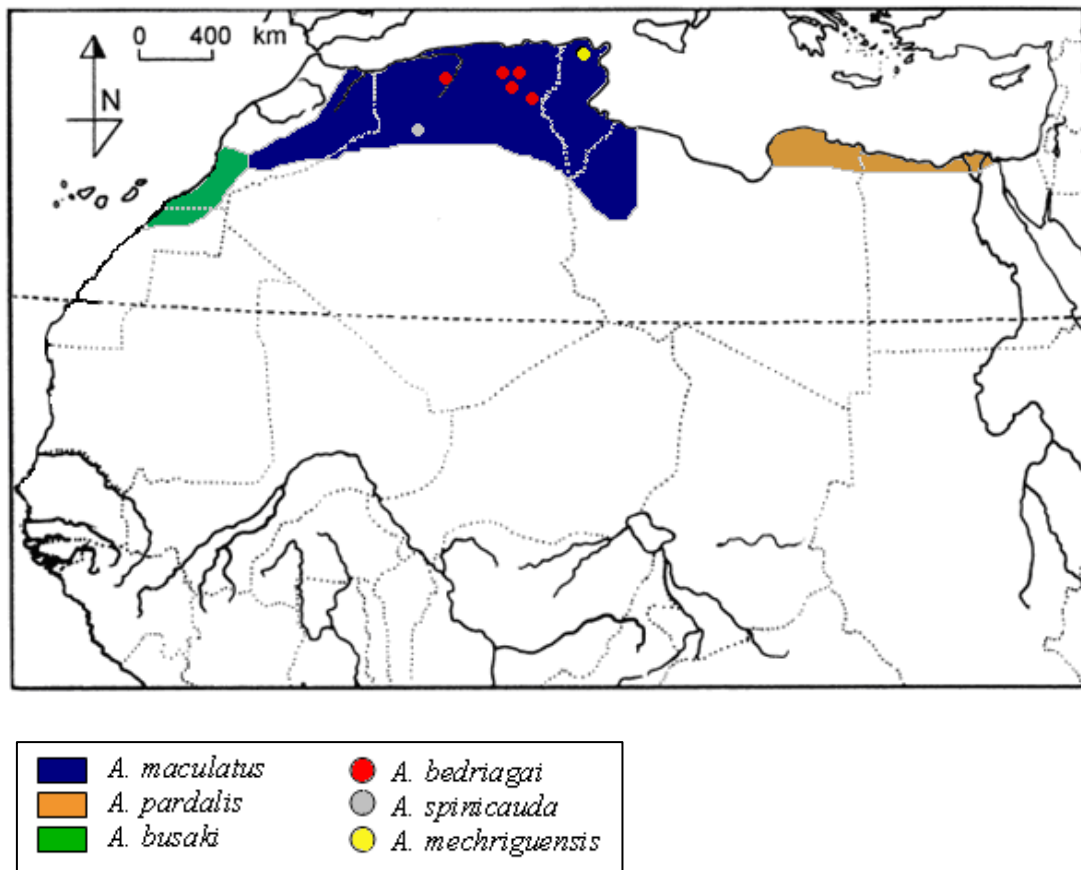 0 400 km
N
A. maculatus
A. pardalis
A. busaki
A. bedriagai
A. spinicauda
A. mechriguensis